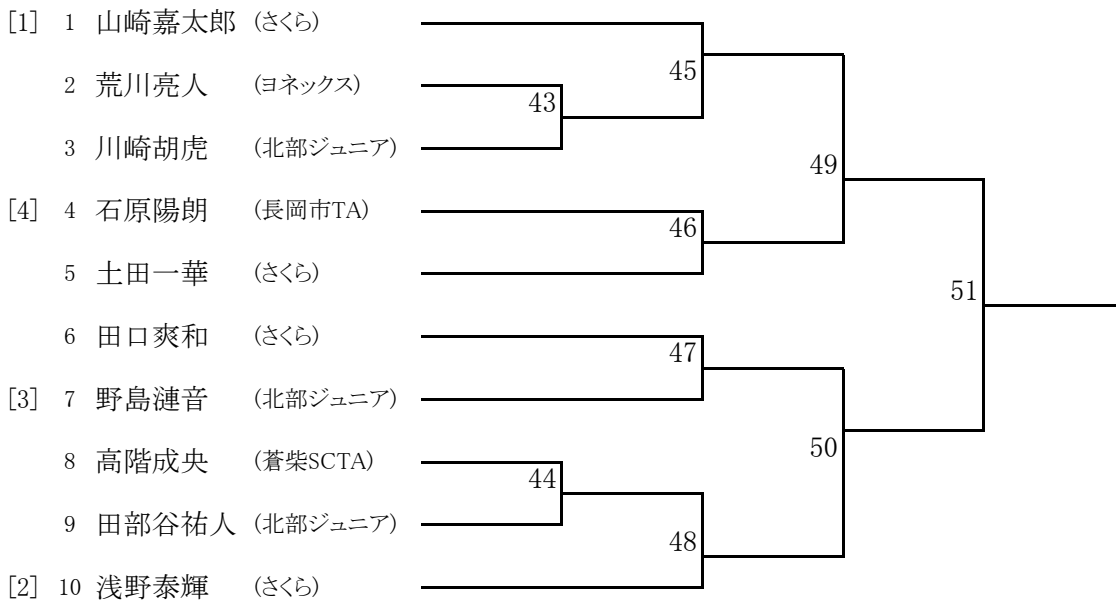 [1] 1 山崎嘉太郎 (さくら)
45
2 荒川亮人 (ヨネックス)
43
3 川崎胡虎 (北部ジュニア)
49
[4] 4 石原陽朗 (長岡市TA)
46
5 土田一華 (さくら)
51
6 田口爽和 (さくら)
47
[3] 7 野島漣音 (北部ジュニア)
50
8 高階成央 (蒼柴SCTA)
44
9 田部谷祐人 (北部ジュニア)
48
[2] 10 浅野泰輝 (さくら)